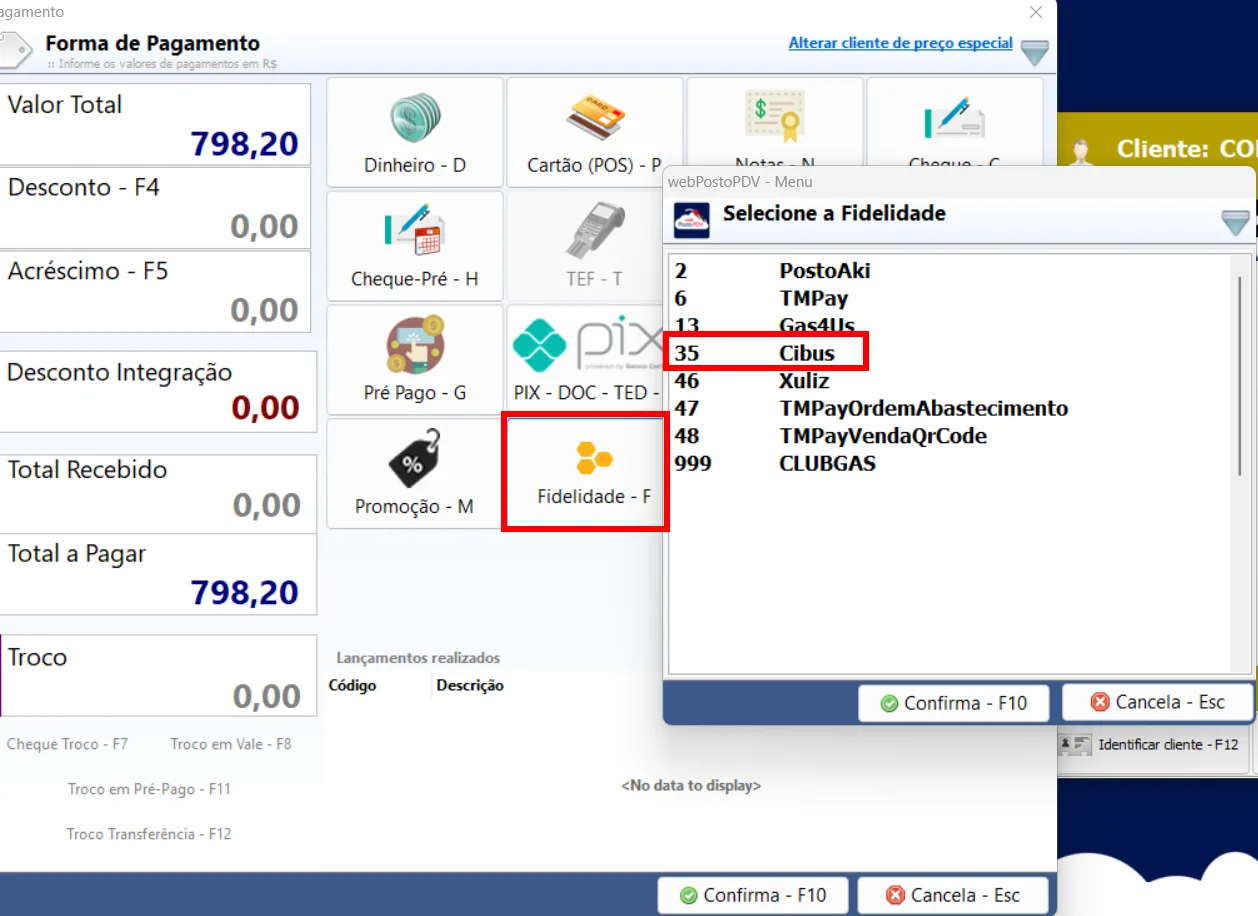 agamento
Forma de Pagamento
:: Informe os valores de pagamentos em R$
Alterar cliente de preço especial
Valor Total
798,20
Desconto - F4
0,00
Acréscimo - F5
0,00
Desconto Integração
0,00
Total Recebido
0,00
Total a Pagar
798,20
Troco
0,00
Cheque Troco - F7
Troco em Vale - F8
Troco em Pré-Pago - F11
Troco Transferência - F12
Dinheiro - D
Cartão (POS) - P
Notas - N
Cheque - C
Cheque-Pré - H
TEF - T
Pré Pago - G
pix
powered by Banco Cen
PIX - DOC - TED -
Promoção - M
Fidelidade - F
Lançamentos realizados
Código Descrição
<No data to display>
Confirma - F10
Cancela - Esc
webPostoPDV - Menu
Selecione a Fidelidade
2 PostoAki
6 TMPay
13 Gas4Us
35 Cibus
46 Xuliz
47 TMPayOrdemAbastecimento
48 TMPayVendaQrCode
999 CLUBGAS
Confirma - F10
Cancela - Esc
Cliente: CO
Identificar cliente - F12